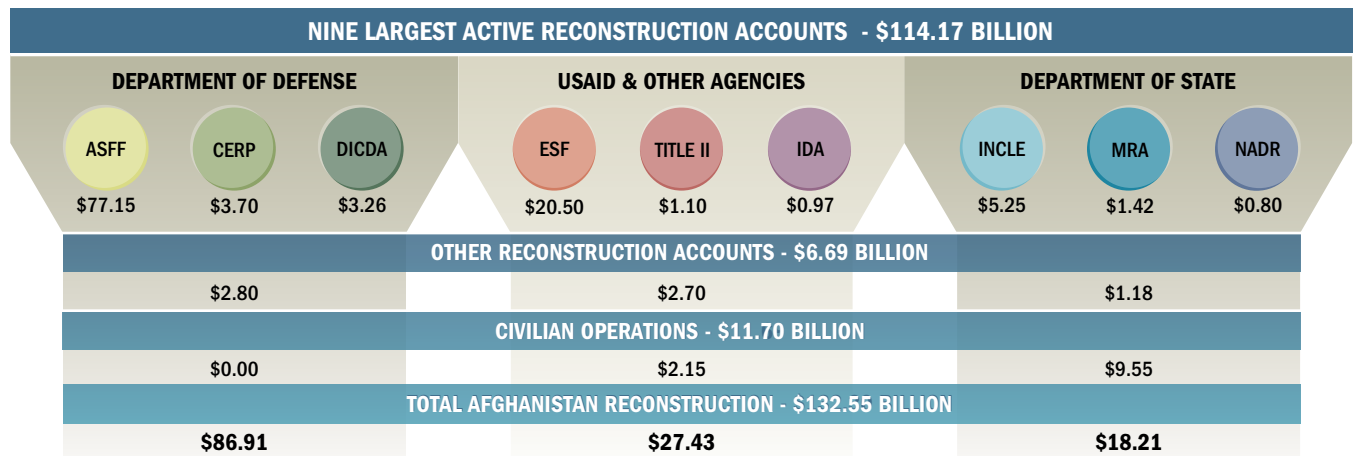 NINE LARGEST ACTIVE RECONSTRUCTION ACCOUNTS - $114.17 BILLION
DEPARTMENT OF DEFENSE USAID & OTHER AGENCIES DEPARTMENT OF STATE
ASFF CERP DICDA ESF TITLE II IDA INCLE MRA NADR
$77.15 $3.70 $3.26 $20.50 $1.10 $0.97 $5.25 $1.42 $0.80
OTHER RECONSTRUCTION ACCOUNTS - $6.69 BILLION
$2.80 $2.70 $1.18
CIVILIAN OPERATIONS - $11.70 BILLION
$0.00 $2.15 $9.55
TOTAL AFGHANISTAN RECONSTRUCTION - $132.55 BILLION
$86.91 $27.43 $18.21